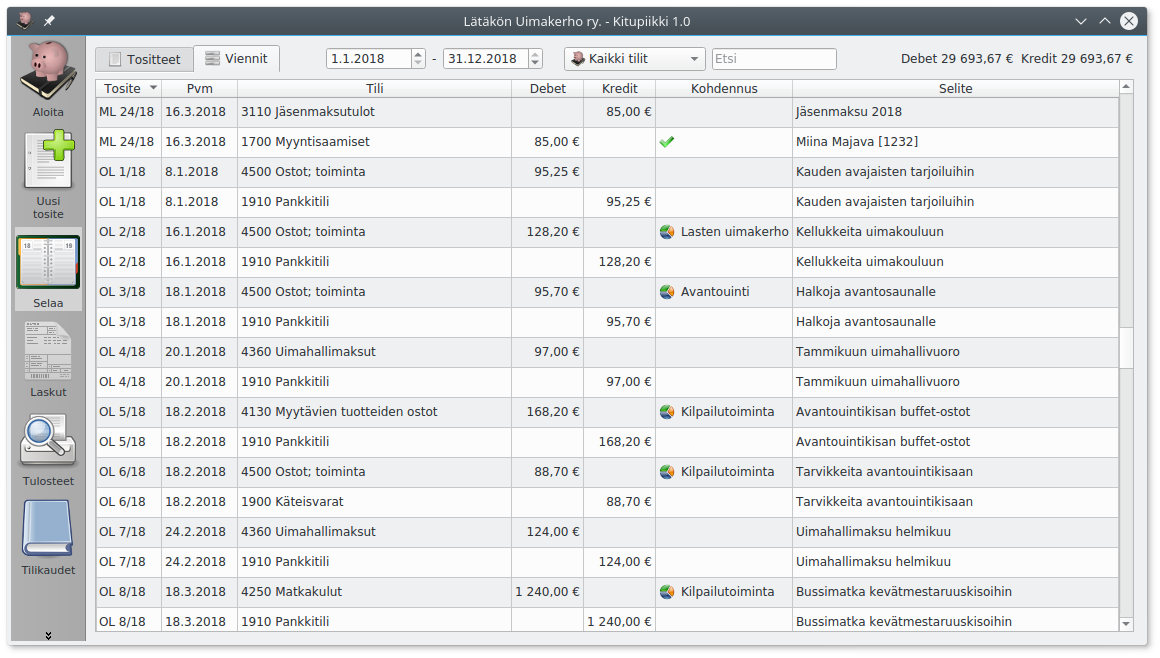 Lätäkön Uimakerho ry. - Kitupiikki 1.0
Aloita
Uusi
tosite
Selaa
Laskut
Tulosteet
Tilikaudet
Tositteet Viennit 1.1.2018 - 31.12.2018 Kaikki tilit Etsi Debet 29 693,67 € Kredit 29 693,67 €
Tosite Pvm Tili Debet Kredit Kohdennus Selite
ML 24/18 16.3.2018 3110 Jäsenmaksutulot 85,00 € Jäsenmaksu 2018
ML 24/18 16.3.2018 1700 Myyntisaamiset 85,00 € Miina Majava [1232]
OL 1/18 8.1.2018 4500 Ostot; toiminta 95,25 € Kauden avajaisten tarjoiluihin
OL 1/18 8.1.2018 1910 Pankkitili 95,25 € Kauden avajaisten tarjoiluihin
OL 2/18 16.1.2018 4500 Ostot; toiminta 128,20 € Lasten uimakerho Kellukkeita uimakouluun
OL 2/18 16.1.2018 1910 Pankkitili 128,20 € Kellukkeita uimakouluun
OL 3/18 18.1.2018 4500 Ostot; toiminta 95,70 € Avantouinti Halkoja avantosaunalle
OL 3/18 18.1.2018 1910 Pankkitili 95,70 € Halkoja avantosaunalle
OL 4/18 20.1.2018 4360 Uimahallimaksut 97,00 € Tammikuun uimahallivuoro
OL 4/18 20.1.2018 1910 Pankkitili 97,00 € Tammikuun uimahallivuoro
OL 5/18 18.2.2018 4130 Myytävien tuotteiden ostot 168,20 € Kilpailutoiminta Avantouintikisan buffet-ostot
OL 5/18 18.2.2018 1910 Pankkitili 168,20 € Avantouintikisan buffet-ostot
OL 6/18 18.2.2018 4500 Ostot; toiminta 88,70 € Kilpailutoiminta Tarvikkeita avantouintikisaan
OL 6/18 18.2.2018 1900 Käteisvarat 88,70 € Tarvikkeita avantouintikisaan
OL 7/18 24.2.2018 4360 Uimahallimaksut 124,00 € Uimahallimaksu helmikuu
OL 7/18 24.2.2018 1910 Pankkitili 124,00 € Uimahallimaksu helmikuu
OL 8/18 18.3.2018 4250 Matkakulut 1 240,00 € Kilpailutoiminta Bussimatka kevätmestaruuskisoihin
OL 8/18 18.3.2018 1910 Pankkitili 1 240,00 € Bussimatka kevätmestaruuskisoihin